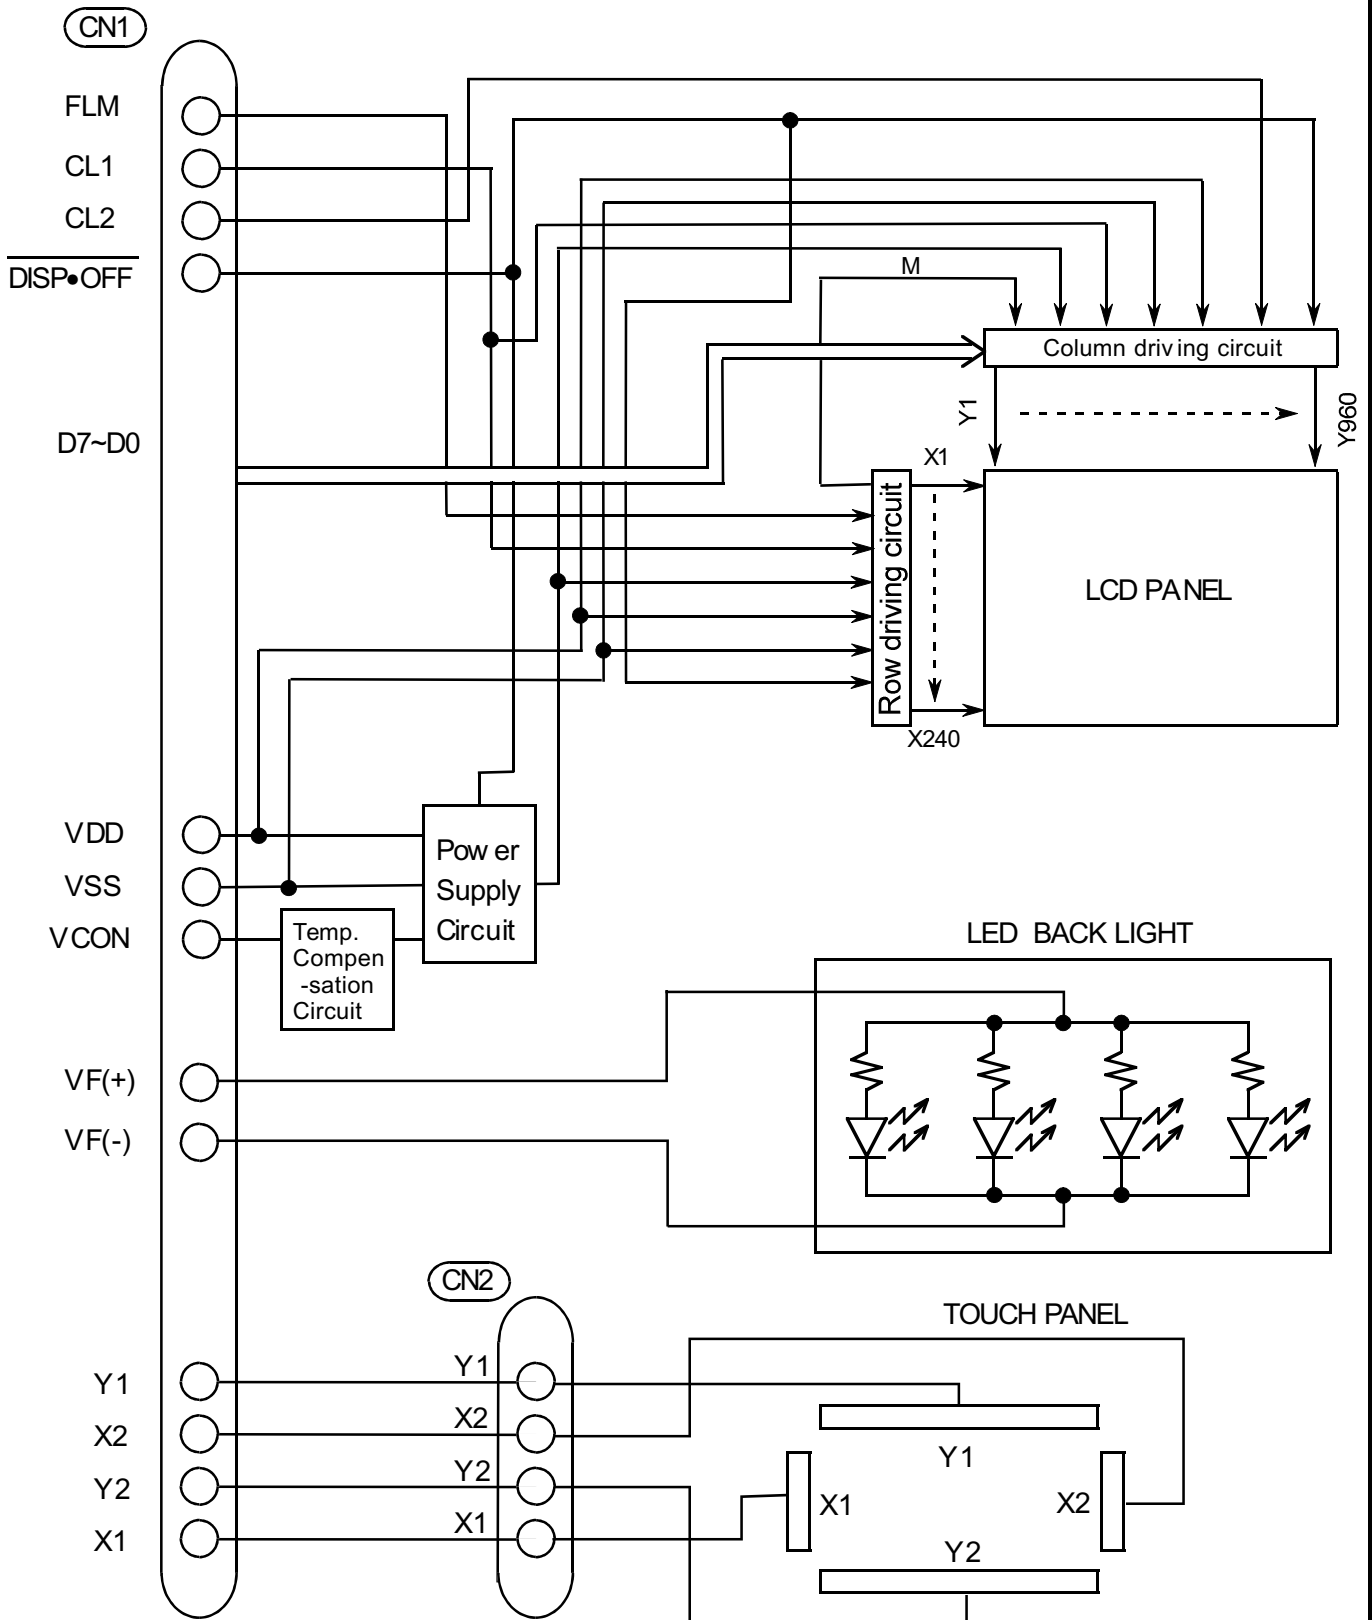 CN1
FLM
CL1
CL2
DISP•OFF
M
Column driving circuit
Y1
Y960
D7~D0
X1
Row driving circuit
LCD PANEL
X240
VDD
VSS
VCON
Power
Supply
Circuit
Temp.
Compen
-sation
Circuit
LED BACK LIGHT
VF(+)
VF(-)
CN2
TOUCH PANEL
Y1
Y1
X2
X2
Y1
Y2
Y2
X1
X2
X1
X1
Y2